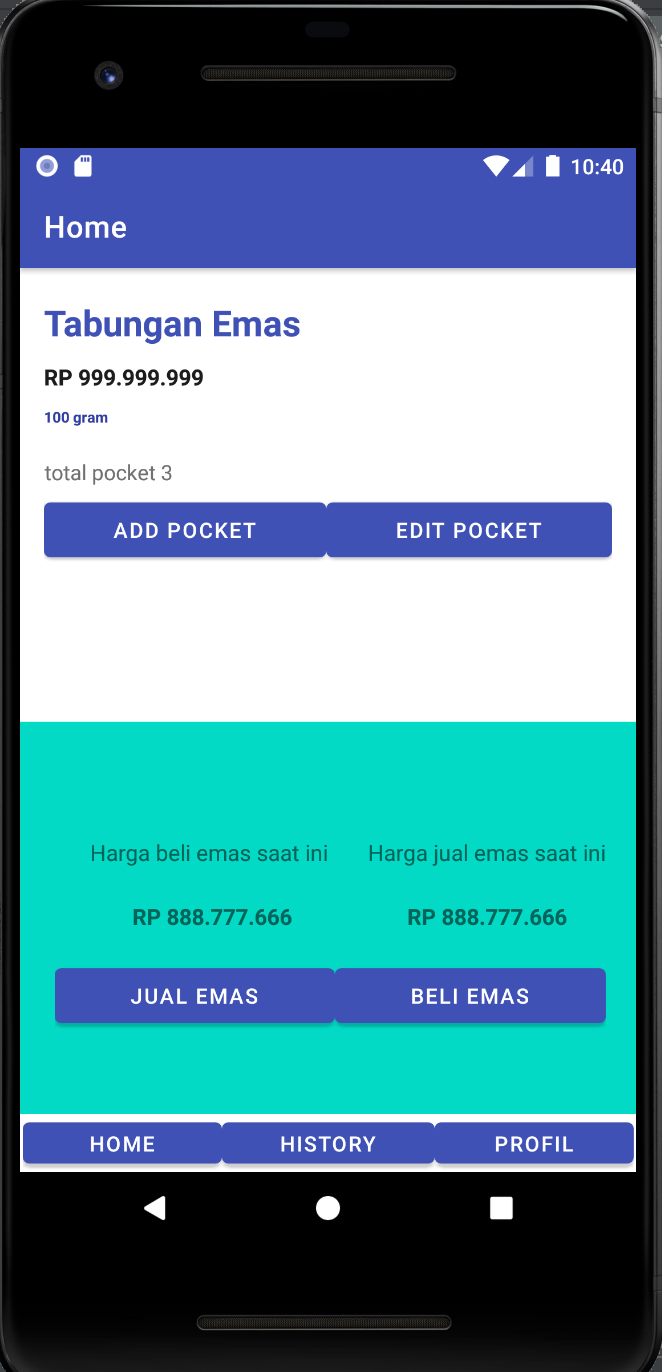 10:40
Home
Tabungan Emas
RP 999.999.999
100 gram
total pocket 3
ADD POCKET EDIT POCKET
Harga beli emas saat ini Harga jual emas saat ini
RP 888.777.666 RP 888.777.666
JUAL EMAS BELI EMAS
HOME HISTORY PROFIL